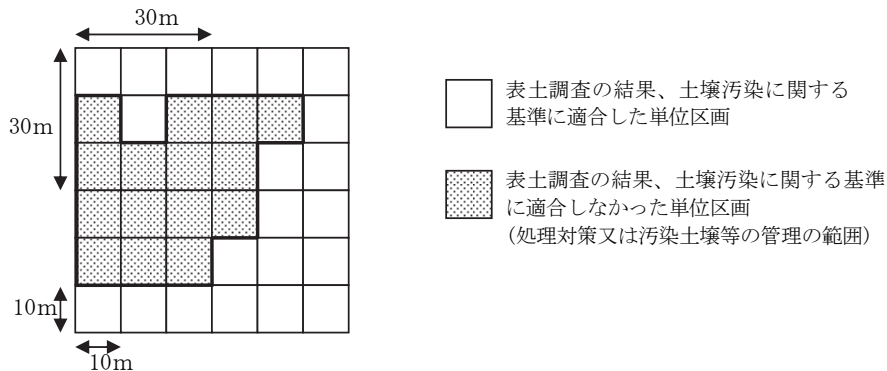 30m
30m
10m
10m
表土調査の結果、土壌汚染に関する
基準に適合した単位区画
表土調査の結果、土壌汚染に関する基準
に適合しなかった単位区画
（処理対策又は汚染土壌等の管理の範囲）